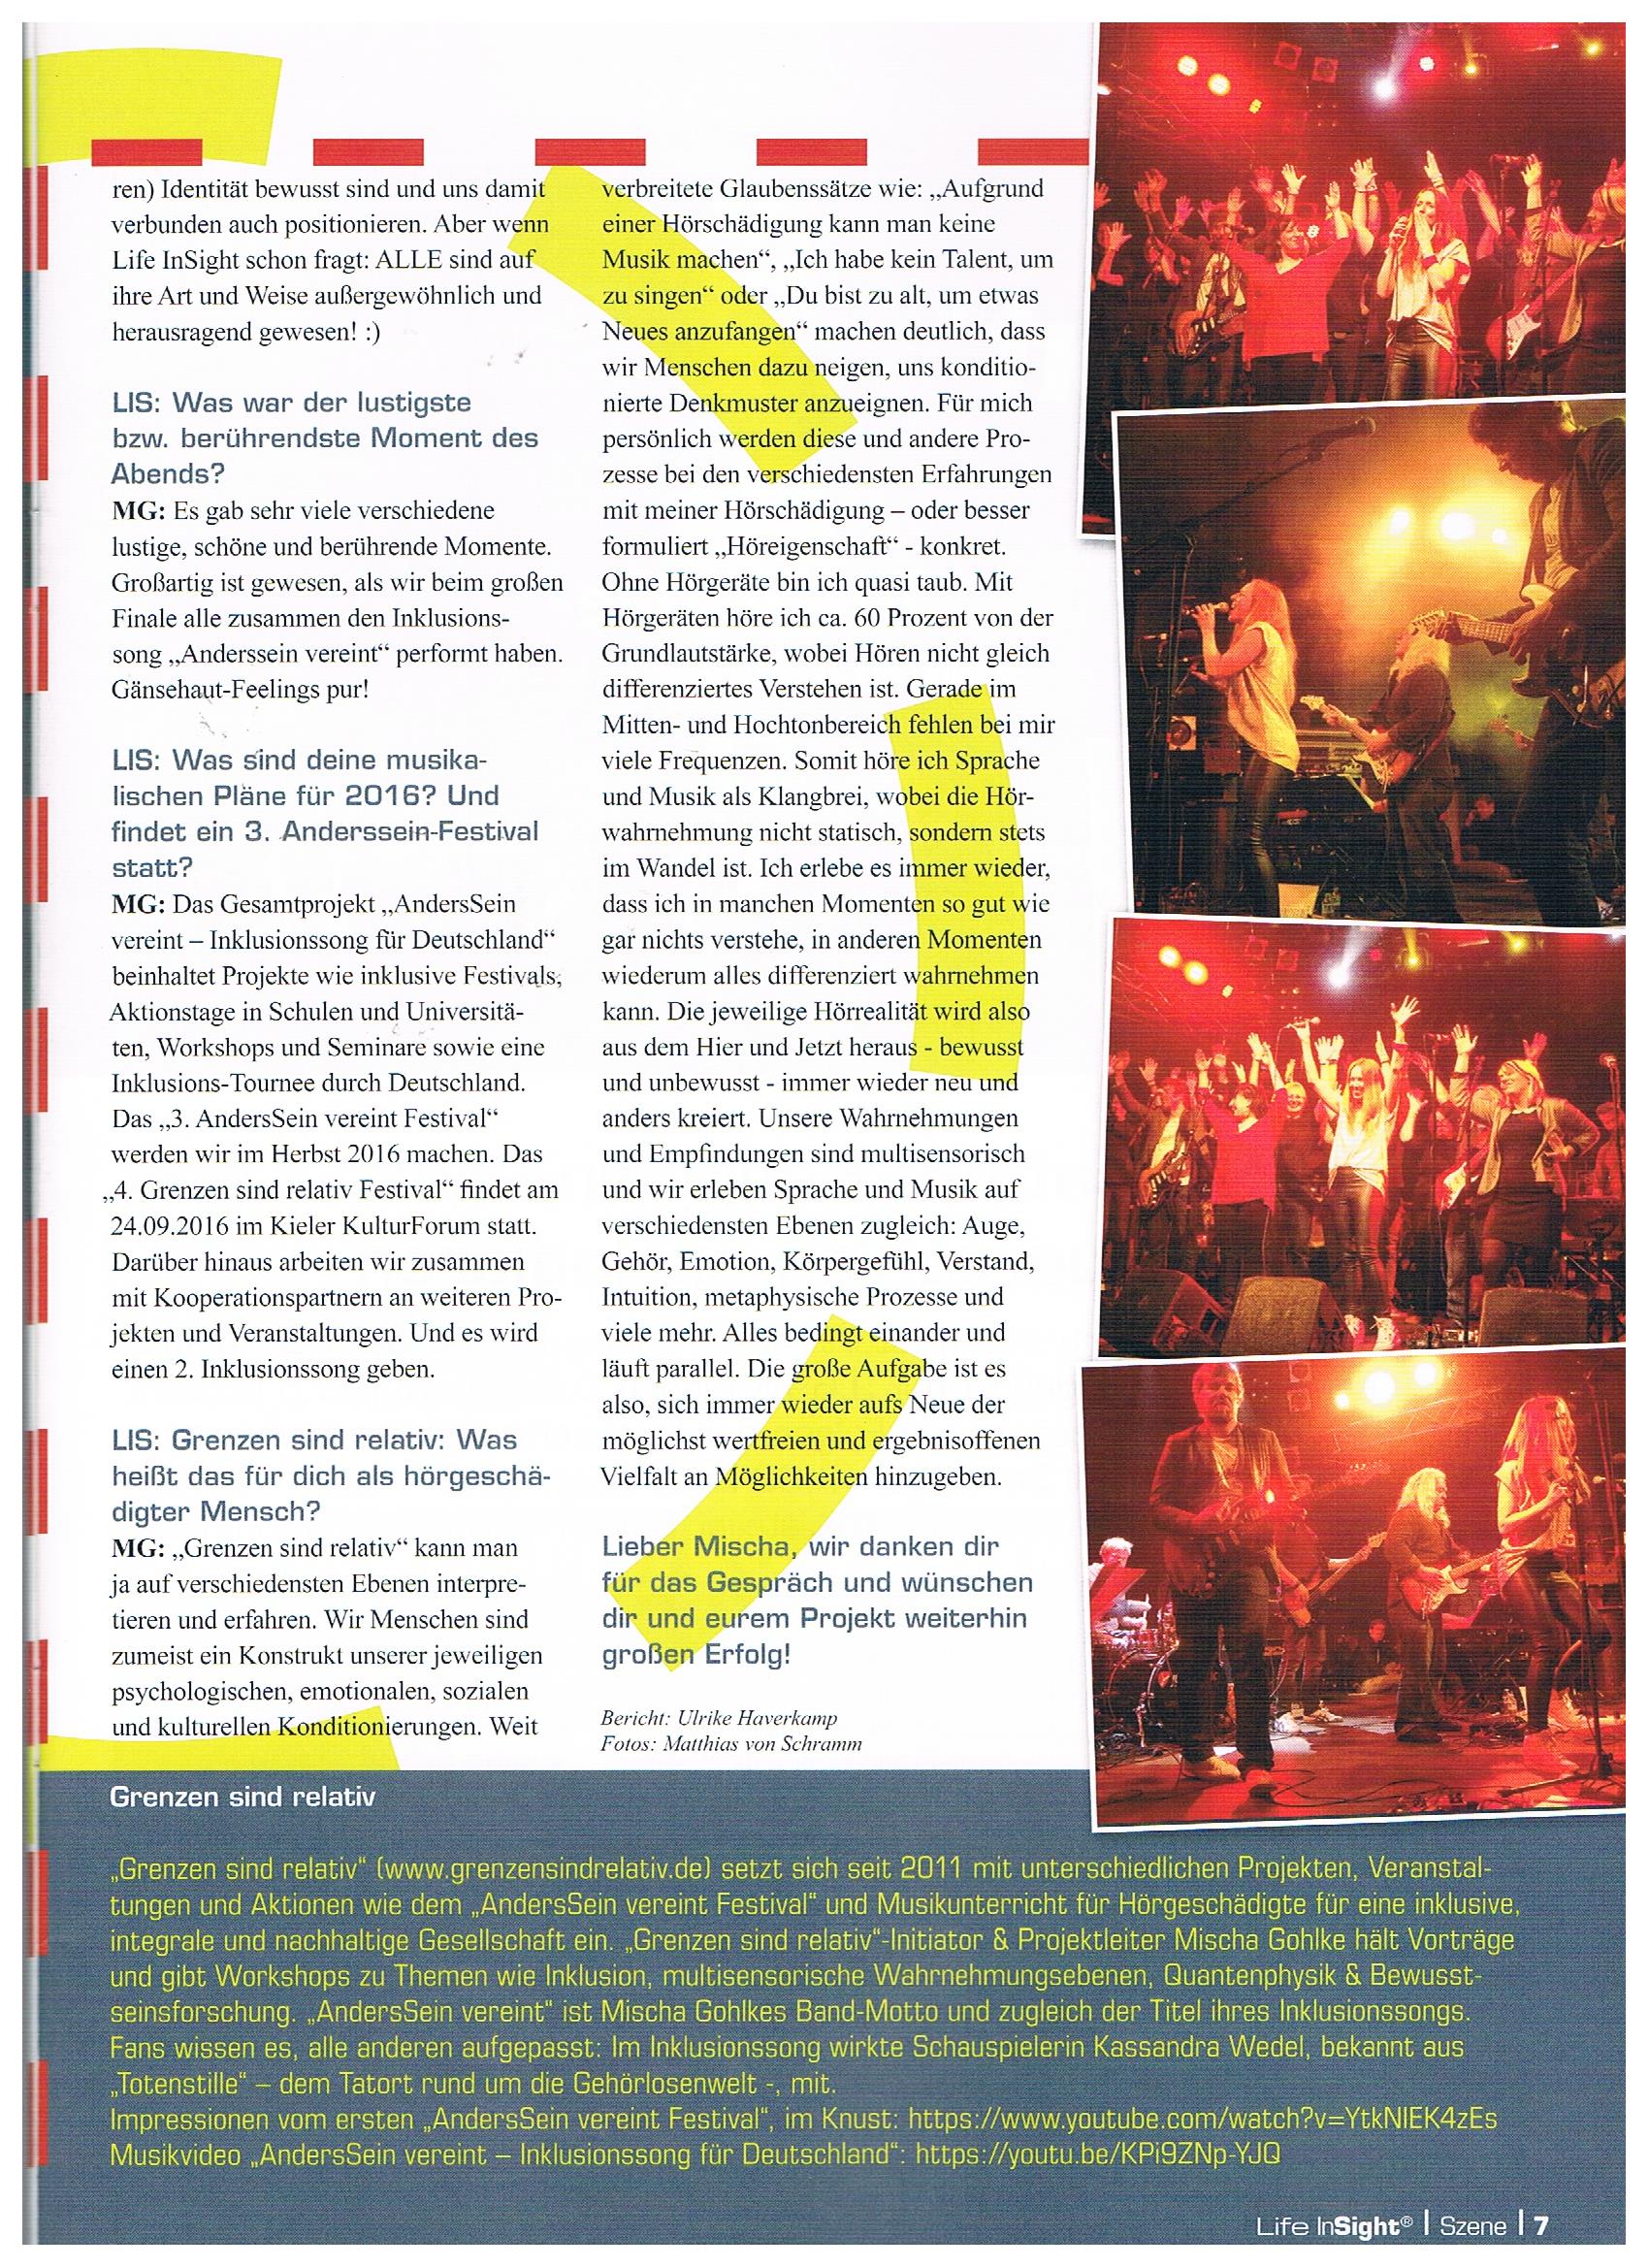 ren) Identität bewusst sind und uns damit
verbunden auch positionieren. Aber wenn
Life InSight schon fragt: ALLE sind auf
ihre Art und Weise außergewöhnlich und
herausragend gewesen! :)
LIS: Was war der lustigste
bzw. berührendste Moment des
Abends?
MG: Es gab sehr viele verschiedene
lustige, schöne und berührende Momente.
Großartig ist gewesen, als wir beim großen
Finale alle zusammen den Inklusions-
song „Anderssein vereint“ performt haben.
Gänsehaut-Feelings pur!
LIS: Was sind deine musika-
lischen Pläne für 2016? Und
findet ein 3. Anderssein-Festival
statt?
MG: Das Gesamtprojekt „AndersSein
vereint – Inklusionssong für Deutschland“
beinhaltet Projekte wie inklusive Festivals,
Aktionstage in Schulen und Universitä-
ten, Workshops und Seminare sowie eine
Inklusions-Tournee durch Deutschland.
Das „3. AndersSein vereint Festival“
werden wir im Herbst 2016 machen. Das
„4. Grenzen sind relativ Festival“ findet am
24.09.2016 im Kieler KulturForum statt.
Darüber hinaus arbeiten wir zusammen
mit Kooperationspartnern an weiteren Pro-
jekten und Veranstaltungen. Und es wird
einen 2. Inklusionssong geben.
LIS: Grenzen sind relativ: Was
heißt das für dich als hörgeschä-
digter Mensch?
MG: „Grenzen sind relativ“ kann man
ja auf verschiedensten Ebenen interpre-
tieren und erfahren. Wir Menschen sind
zumeist ein Konstrukt unserer jeweiligen
psychologischen, emotionalen, sozialen
und kulturellen Konditionierungen. Weit
verbreitete Glaubenssätze wie: „Aufgrund
einer Hörschädigung kann man keine
Musik machen“, „Ich habe kein Talent, um
zu singen“ oder „Du bist zu alt, um etwas
Neues anzufangen“ machen deutlich, dass
wir Menschen dazu neigen, uns konditio-
nierte Denkmuster anzueignen. Für mich
persönlich werden diese und andere Pro-
zesse bei den verschiedensten Erfahrungen
mit meiner Hörschädigung – oder besser
formuliert „Höreigenschaft“ - konkret.
Ohne Hörgeräte bin ich quasi taub. Mit
Hörgeräten höre ich ca. 60 Prozent von der
Grundlautstärke, wobei Hören nicht gleich
differenziertes Verstehen ist. Gerade im
Mitten- und Hochtonbereich fehlen bei mir
viele Frequenzen. Somit höre ich Sprache
und Musik als Klangbrei, wobei die Hör-
wahrnehmung nicht statisch, sondern stets
im Wandel ist. Ich erlebe es immer wieder,
dass ich in manchen Momenten so gut wie
gar nichts verstehe, in anderen Momenten
wiederum alles differenziert wahrnehmen
kann. Die jeweilige Hörrealität wird also
aus dem Hier und Jetzt heraus - bewusst
und unbewusst - immer wieder neu und
anders kreiert. Unsere Wahrnehmungen
und Empfindungen sind multisensorisch
und wir erleben Sprache und Musik auf
verschiedensten Ebenen zugleich: Auge,
Gehör, Emotion, Körpergefühl, Verstand,
Intuition, metaphysische Prozesse und
viele mehr. Alles bedingt einander und
läuft parallel. Die große Aufgabe ist es
also, sich immer wieder aufs Neue der
möglichst wertfreien und ergebnisoffenen
Vielfalt an Möglichkeiten hinzugeben.
Lieber Mischa, wir danken dir
für das Gespräch und wünschen
dir und eurem Projekt weiterhin
großen Erfolg!
Bericht: Ulrike Haverkamp
Fotos: Matthias von Schramm
Grenzen sind relativ
„Grenzen sind relativ“ (www.grenzensindrelativ.de) setzt sich seit 2011 mit unterschiedlichen Projekten, Veranstal-
tungen und Aktionen wie dem „AndersSein vereint Festival“ und Musikunterricht für Hörgeschädigte für eine inklusive,
integrale und nachhaltige Gesellschaft ein. „Grenzen sind relativ“-Initiator & Projektleiter Mischa Gohlke hält Vorträge
und gibt Workshops zu Themen wie Inklusion, multisensorische Wahrnehmungsebenen, Quantenphysik & Bewusst-
seinsforschung. „AndersSein vereint“ ist Mischa Gohlkes Band-Motto und zugleich der Titel ihres Inklusionssongs.
Fans wissen es, alle anderen aufgepasst: Im Inklusionssong wirkte Schauspielerin Kassandra Wedel, bekannt aus
„Totenstille“ – dem Tatort rund um die Gehörlosenwelt -, mit.
Impressionen vom ersten „AndersSein vereint Festival“, im Knust: https://www.youtube.com/watch?v=YtkNIEK4zEs
Musikvideo „AndersSein vereint – Inklusionssong für Deutschland“: https://youtu.be/KPi9ZNp-YJQ
Life InSight® | Szene | 7